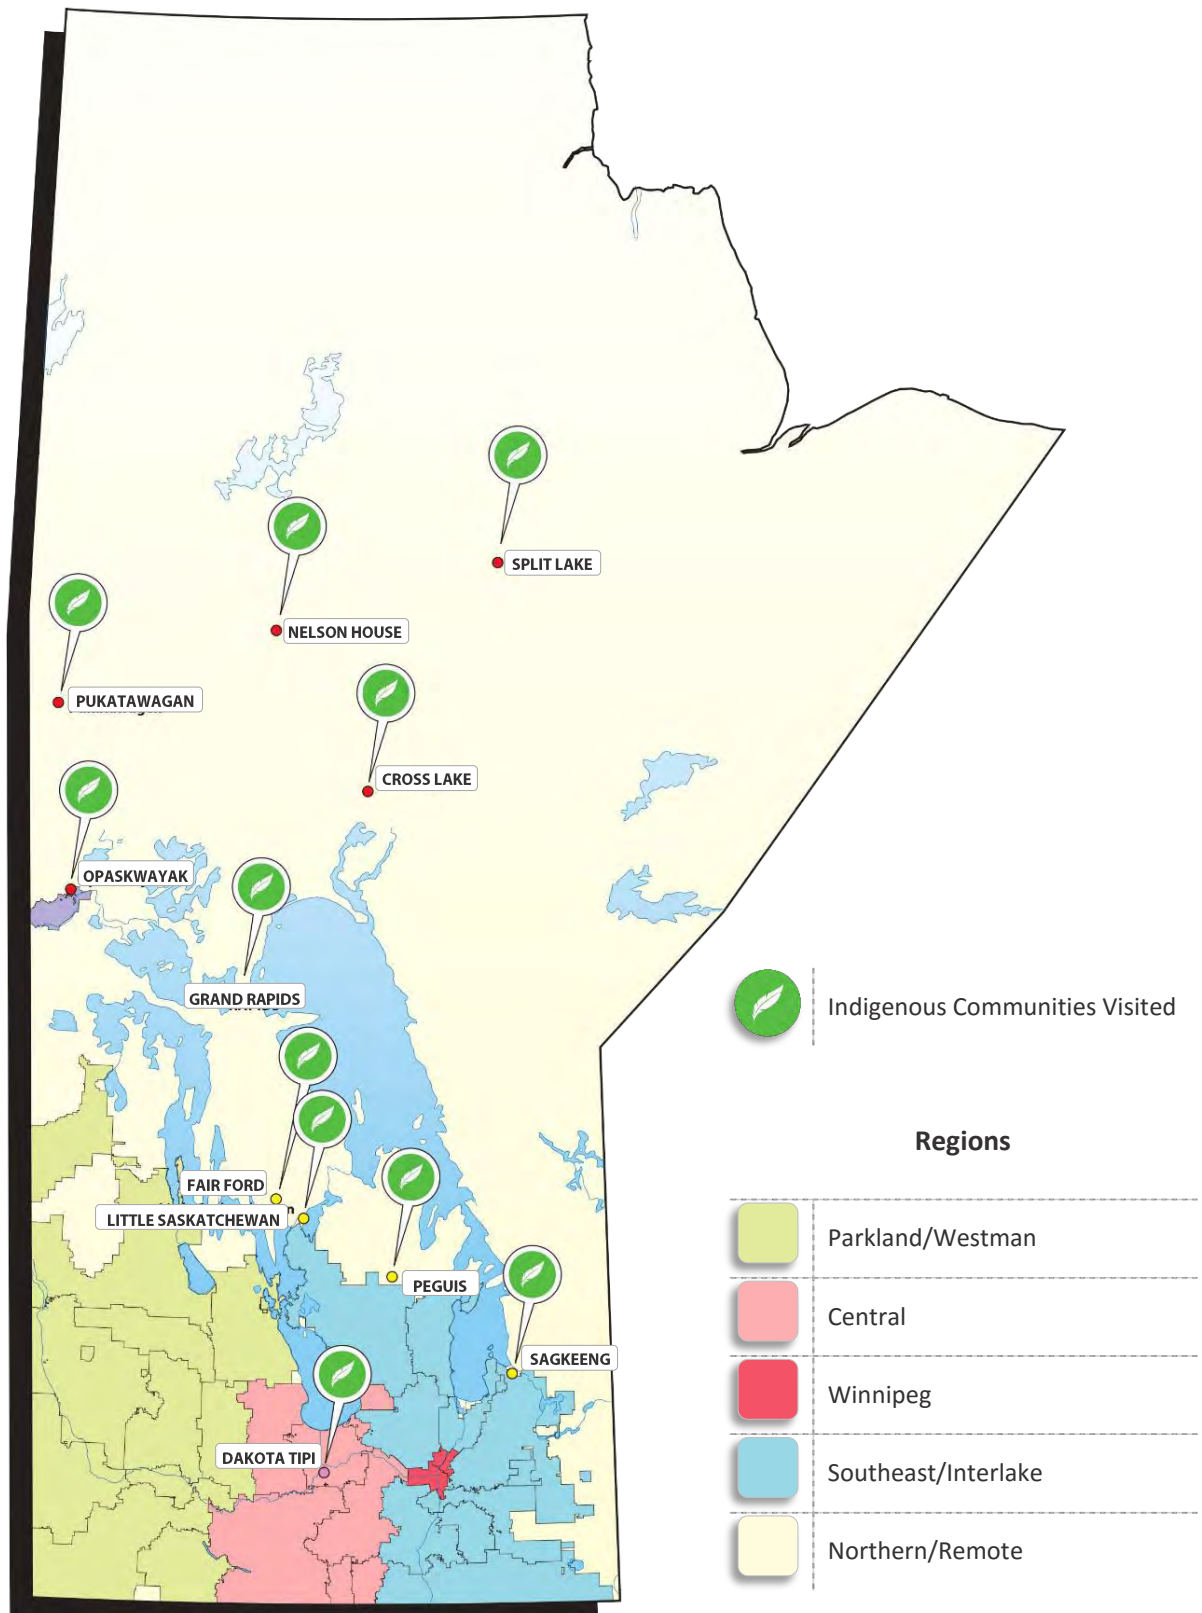 SPLIT LAKE
NELSON HOUSE
PUKATAWAGAN
CROSS LAKE
OPASKWAYAK
GRAND RAPIDS
Indigenous Communities Visited
Regions
FAIR FORD
LITTLE SASKATCHEWAN
PEGUIS
SAGKEENG
DAKOTA TIPI
Parkland/Westman
Central
Winnipeg
Southeast/Interlake
Northern/Remote